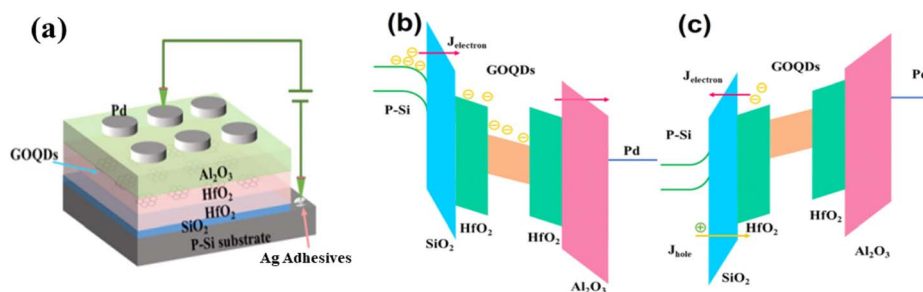 (a)
Pd
GOQDs
Al2O3
HfO2
HfO2
SiO2
P-Si substrate
Ag Adhesives
(b)
Jelectron
GOQDs
P-Si
Pd
SiO2
HfO2
HfO2
Al2O3
(c)
Jelectron
GOQDs
Pd
P-Si
HfO2
HfO2
Al2O3
Jhole
SiO2